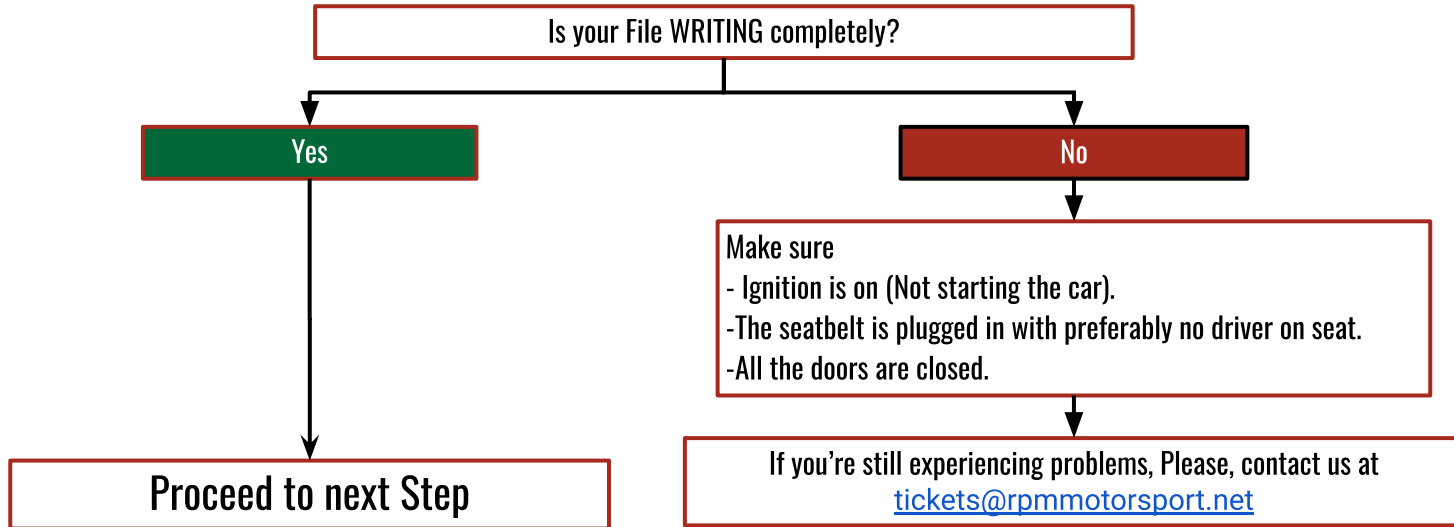 Is your File WRITING completely?
Yes
No
Make sure
- Ignition is on (Not starting the car).
-The seatbelt is plugged in with preferably no driver on seat.
-All the doors are closed.
Proceed to next Step
If you’re still experiencing problems, Please, contact us at
tickets@rpmmotorsport.net